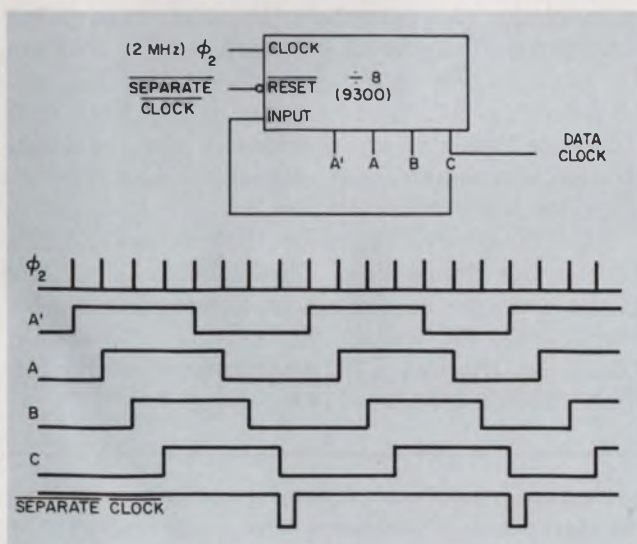 (2 MHz) ϕ2
CLOCK
÷ 8
SEPARATE
RESET
(9300)
CLOCK
INPUT
A'
A
B
C
DATA
CLOCK
ϕ2
A'
A
B
C
SEPARATE CLOCK